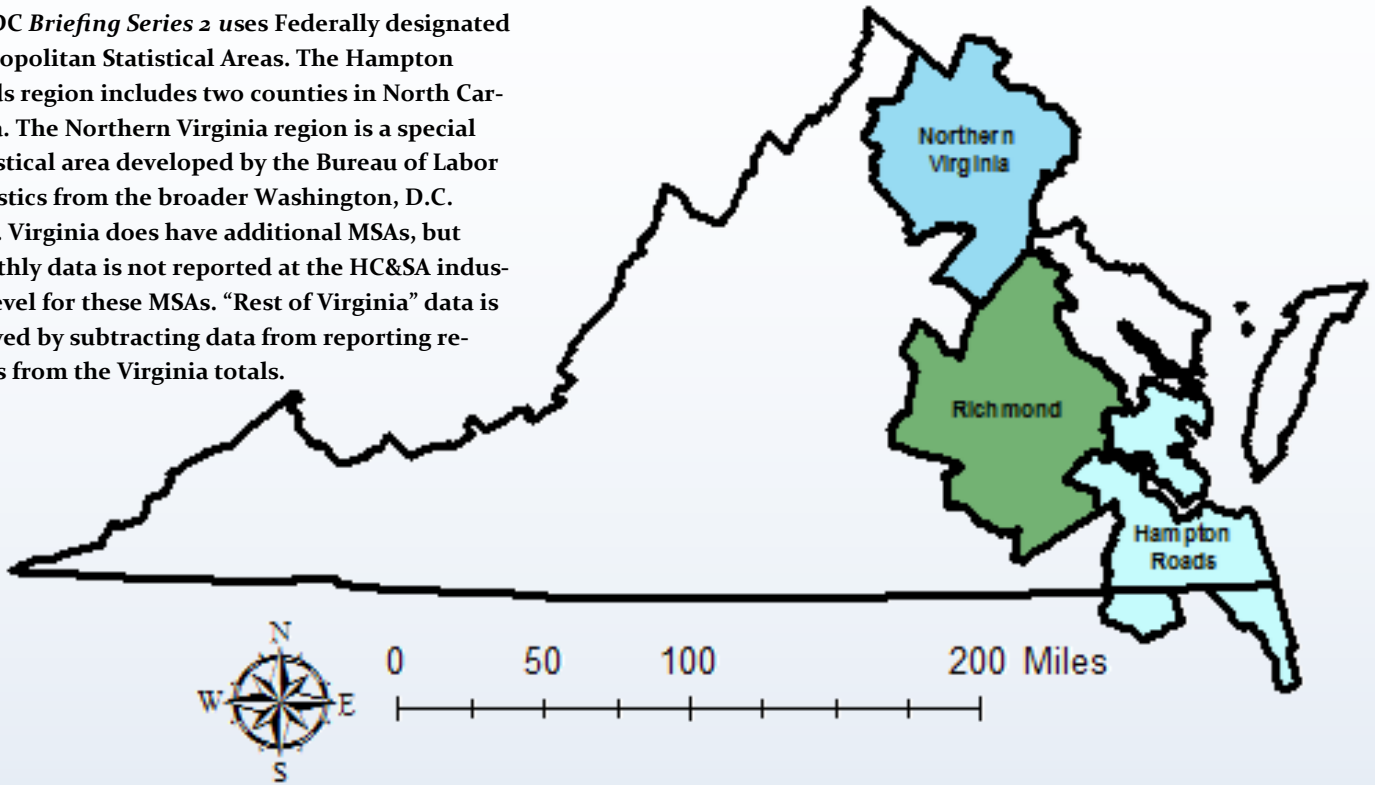 DC Briefing Series 2 uses Federally designated
opolitan Statistical Areas. The Hampton
ls region includes two counties in North Car-
. The Northern Virginia region is a special
stical area developed by the Bureau of Labor
stics from the broader Washington, D.C.
. Virginia does have additional MSAs, but
thly data is not reported at the HC&SA indus-
evel for these MSAs. “Rest of Virginia” data is
ved by subtracting data from reporting re-
s from the Virginia totals.
Northern
Virginia
Richmond
Hampton
Roads
N
W E
S
0 50 100 200 Miles